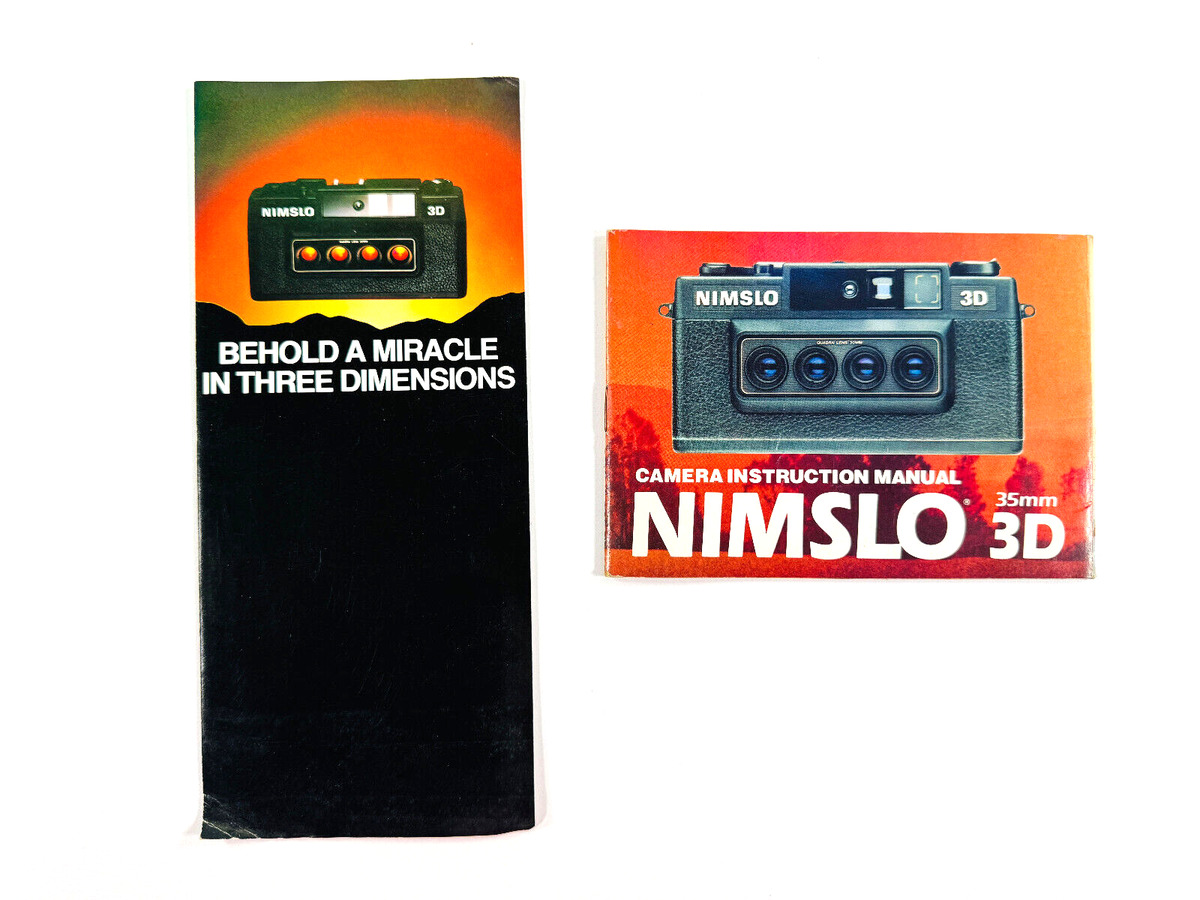 NIMSLO 3D
BEHOLD A MIRACLE
IN THREE DIMENSIONS
NIMSLO 3D
QUADRA LENS 30MM
CAMERA INSTRUCTION MANUAL
NIMSLO® 35mm
3D